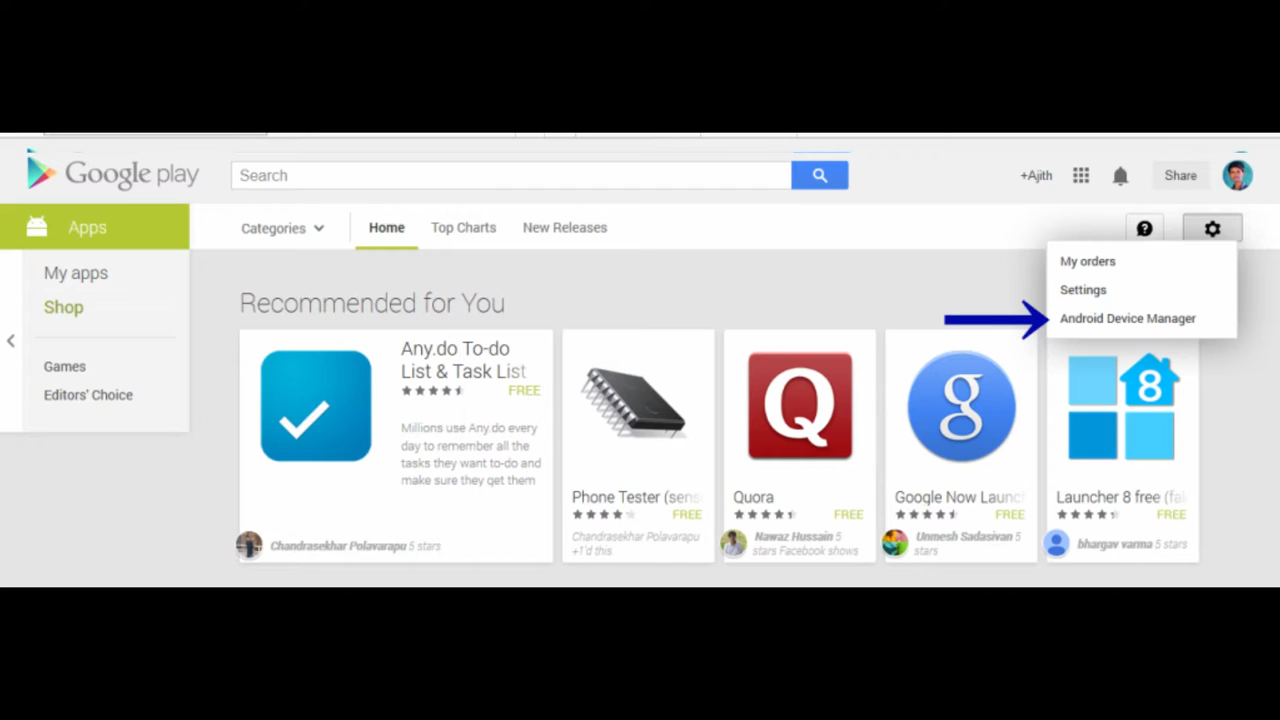 Google play
Search
+Ajith
Share
Apps
Categories
Home
Top Charts
New Releases
My apps
Shop
Games
Editors' Choice
My orders
Settings
Android Device Manager
Recommended for You
Any.do To-do
List & Task List
FREE
Millions use Any.do every
day to remember all the
tasks they want to-do and
make sure they get them
Chandrasekhar Polavarapu 5 stars
Phone Tester (sens
FREE
Chandrasekhar Polavarapu
+1'd this
Q
Quora
FREE
Nawaz Hussain 5
stars Facebook shows
g
Google Now Launc
FREE
Unmesh Sadasivan 5
stars
8
Launcher 8 free (fa
FREE
bhargav varma 5 stars